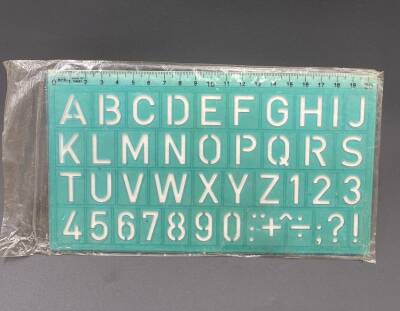 0 1 2 3 4 5 6 7 8 9 10 11 12 13 14 15 16 17 18 19
ABCDEFGHIJ
KLMNOPQRS
TUVWXYZ123
4567890:+^÷;?!